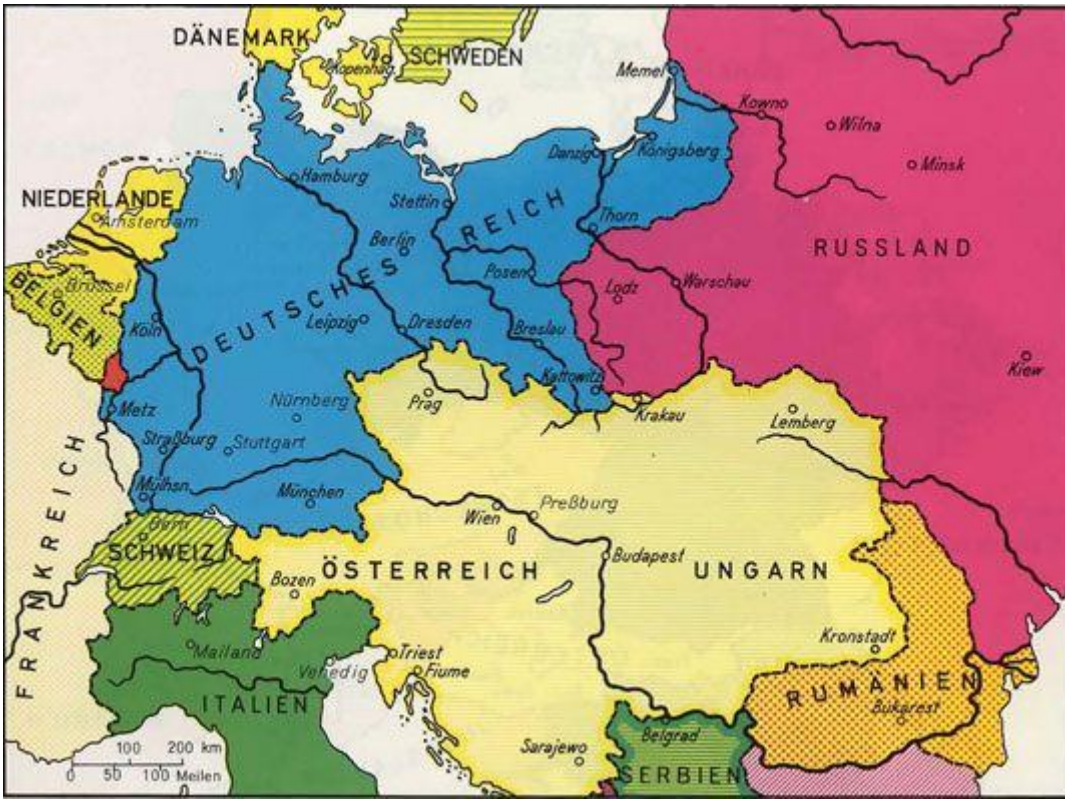 DÄNEMARK
Kopenhag
SCHWEDEN
Memel
Kowno
Wilna
Königsberg
Danzig
Minsk
Hamburg
NIEDERLANDE
Amsterdam
Stettin
Thorn
Berlin
DEUTSCHES REICH
RUSSLAND
Posen
Lodz
Warschau
BELGIEN
Brüssel
Köln
Leipzig
Dresden
Breslau
Kattowitz
Kiew
Metz
Nürnberg
Prag
Krakau
Lemberg
Straßburg
Stuttgart
FRANKREICH
Mülhsn
München
Wien
Preßburg
Bern
SCHWEIZ
Budapest
ÖSTERREICH
UNGARN
Bozen
Mailand
Venedig
Triest
Fiume
Kronstadt
ITALIEN
RUMÄNIEN
Bukarest
Belgrad
Sarajewo
SERBIEN
100 200 km
0 50 100 Meilen
0